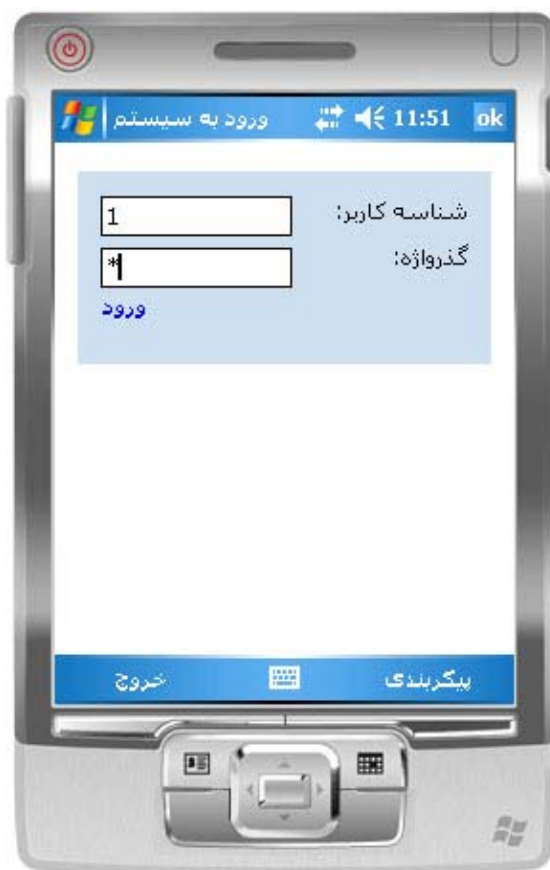 ورود به سیستم 11:51 ok
شناسه کاربر: 1
گذرواژه: *
ورود
خروج پیکربندی